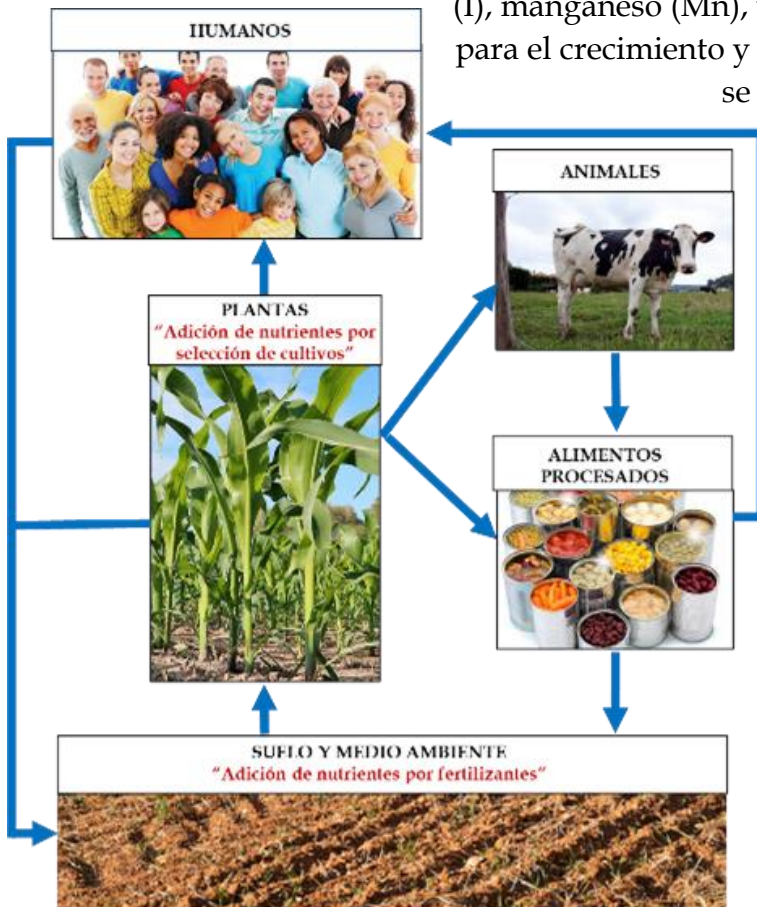 (I), manganeso (Mn),
para el crecimiento y
se
HUMANOS
ANIMALES
PLANTAS
“Adición de nutrientes por
selección de cultivos”
ALIMENTOS
PROCESADOS
SUELO Y MEDIO AMBIENTE
“Adición de nutrientes por fertilizantes”